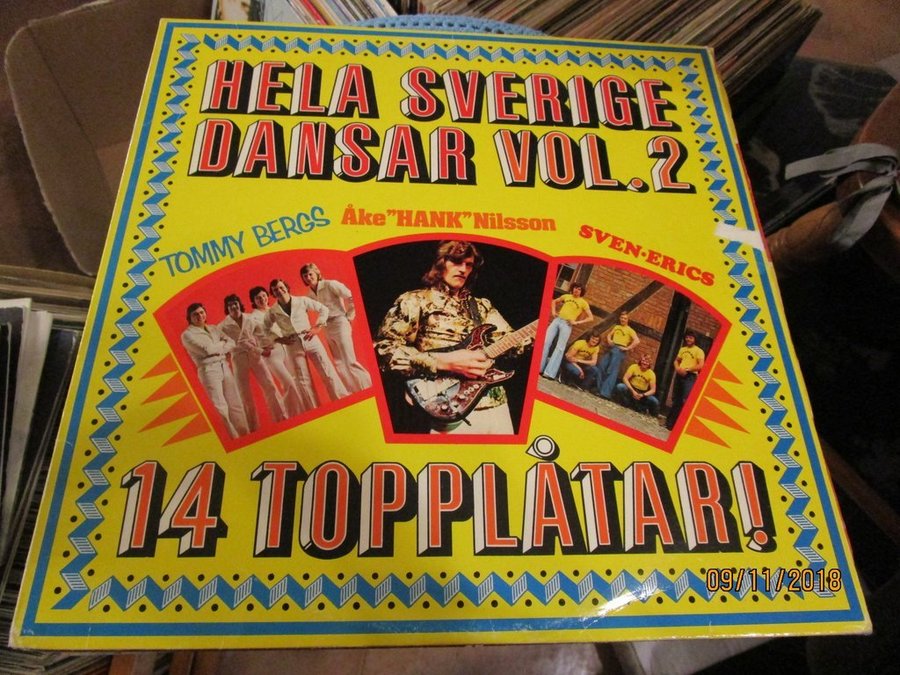 HELA SVERIGE
DANSAR VOL.2
TOMMY BERGS
Åke"HANK"Nilsson
SVEN-ERICS
14 TOPPLÅTAR!
09/11/2018